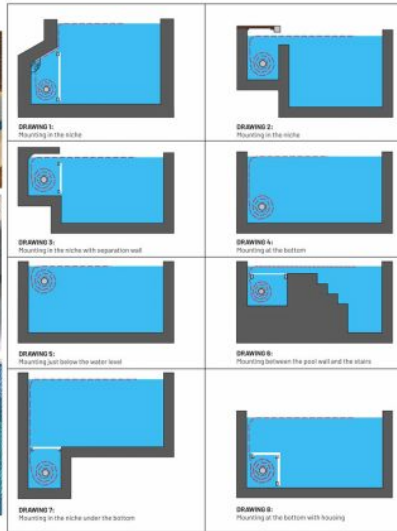 DRAWING 1:
Mounting in the niche
DRAWING 2:
Mounting in the niche
DRAWING 3:
Mounting in the niche with separation wall
DRAWING 4:
Mounting at the bottom
DRAWING 5:
Mounting just below the water level
DRAWING 6:
Mounting between the pool wall and the stairs
DRAWING 7:
Mounting in the niche under the bottom
DRAWING 8:
Mounting at the bottom with housing